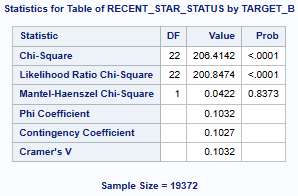 Statistics for Table of RECENT_STAR_STATUS by TARGET_B
Statistic DF Value Prob
Chi-Square 22 206.4142 <.0001
Likelihood Ratio Chi-Square 22 200.8474 <.0001
Mantel-Haenszel Chi-Square 1 0.0422 0.8373
Phi Coefficient 0.1032
Contingency Coefficient 0.1027
Cramer's V 0.1032
Sample Size = 19372